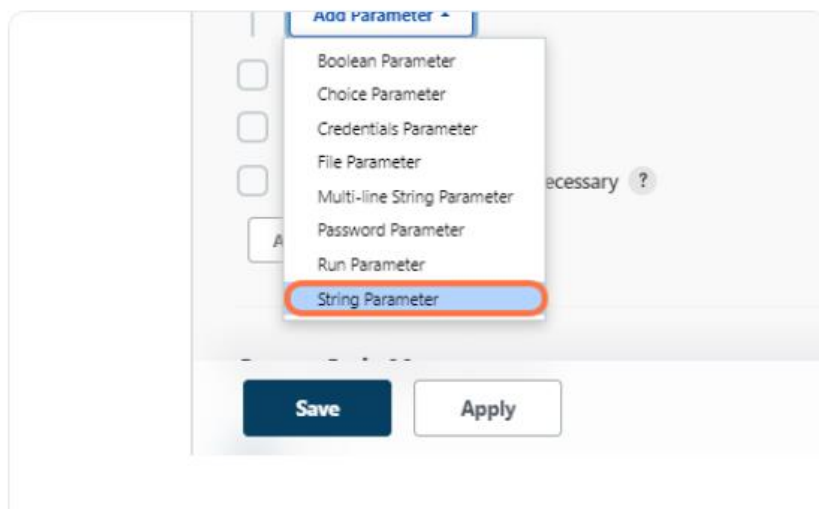 Add Parameter
Boolean Parameter
Choice Parameter
Credentials Parameter
File Parameter
Multi-line String Parameter
ecessary ?
Password Parameter
A
Run Parameter
String Parameter
Save Apply